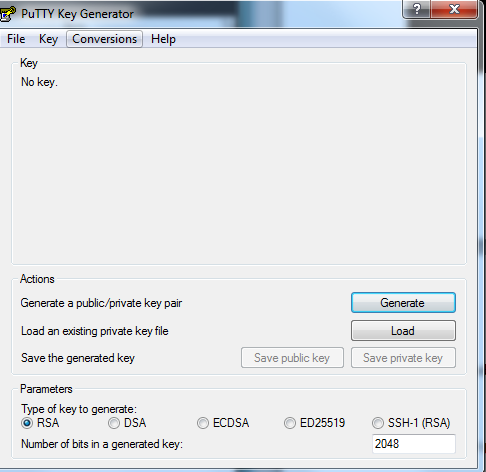 PuTTY Key Generator
?
X
File Key Conversions Help
Key
No key.
Actions
Generate a public/private key pair Generate
Load an existing private key file Load
Save the generated key Save public key Save private key
Parameters
Type of key to generate:
RSA DSA ECDSA ED25519 SSH-1 (RSA)
Number of bits in a generated key: 2048